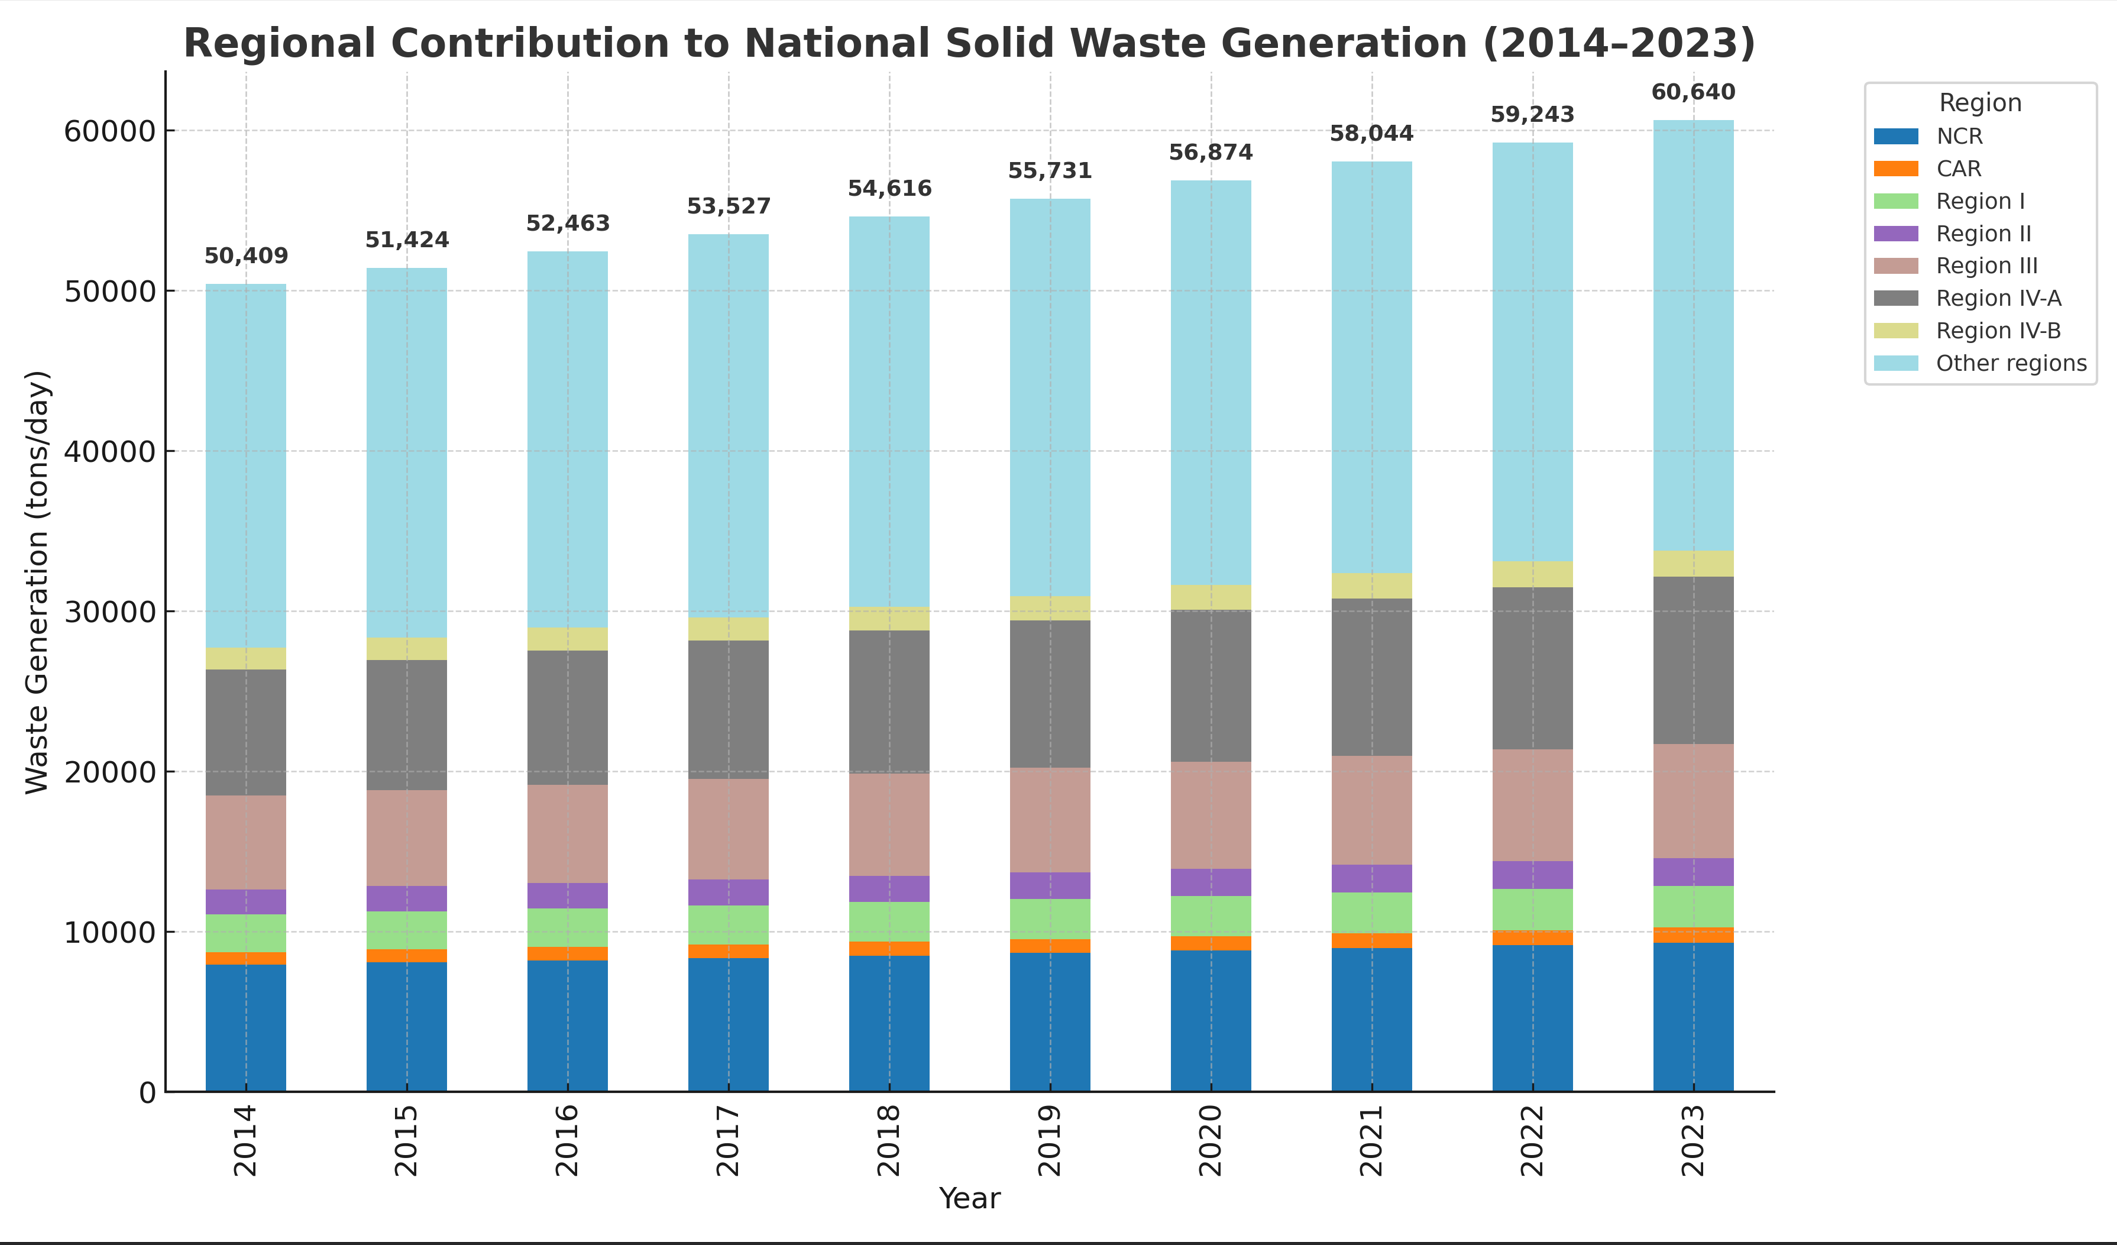 Regional Contribution to National Solid Waste Generation (2014–2023)
60,640
59,243
58,044
56,874
55,731
54,616
53,527
52,463
51,424
50,409
60000
50000
40000
30000
20000
10000
0
Waste Generation (tons/day)
2014
2015
2016
2017
2018
2019
2020
2021
2022
2023
Year
Region
NCR
CAR
Region I
Region II
Region III
Region IV-A
Region IV-B
Other regions